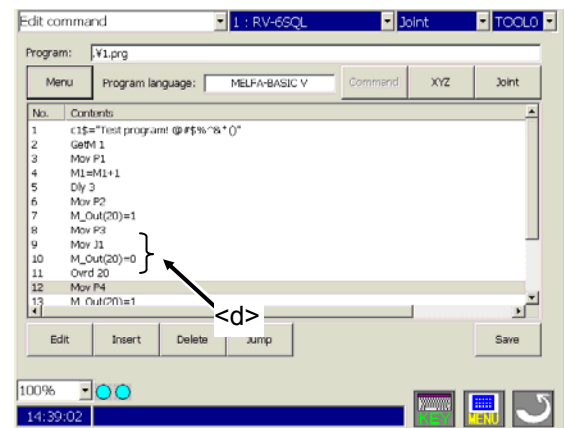 Edit command 1 : RV-6SQL Joint TOOL0
Program: .¥1.prg
Menu Program language: MELFA-BASIC V Command XYZ Joint
No. Contents
1 c1$="Test program! @#$%^&*()"
2 GetM 1
3 Mov P1
4 M1=M1+1
5 Dly 3
6 Mov P2
7 M_Out(20)=1
8 Mov P3
9 Mov J1
10 M_Out(20)=0
11 Ovrd 20
12 Mov P4
13 M_Out(20)=1
<d>
Edit Insert Delete Jump Save
100%
14:39:02 KEY MENU